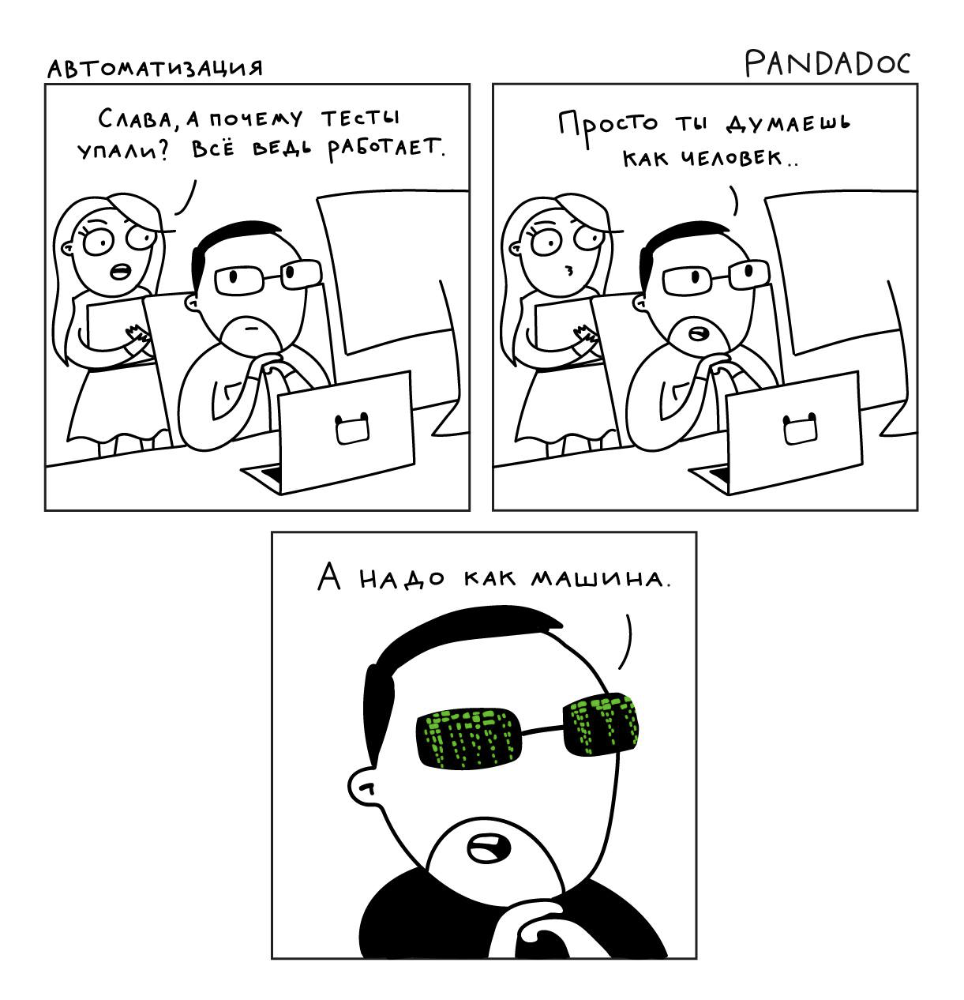 АВТОМАТИЗАЦИЯ
PANDADOC
СЛАВА, А ПОЧЕМУ ТЕСТЫ
УПАЛИ? ВСЁ ВЕДЬ РАБОТАЕТ.
ПРОСТО ТЫ ДУМАЕШЬ
КАК ЧЕЛОВЕК..
А НАДО КАК МАШИНА.